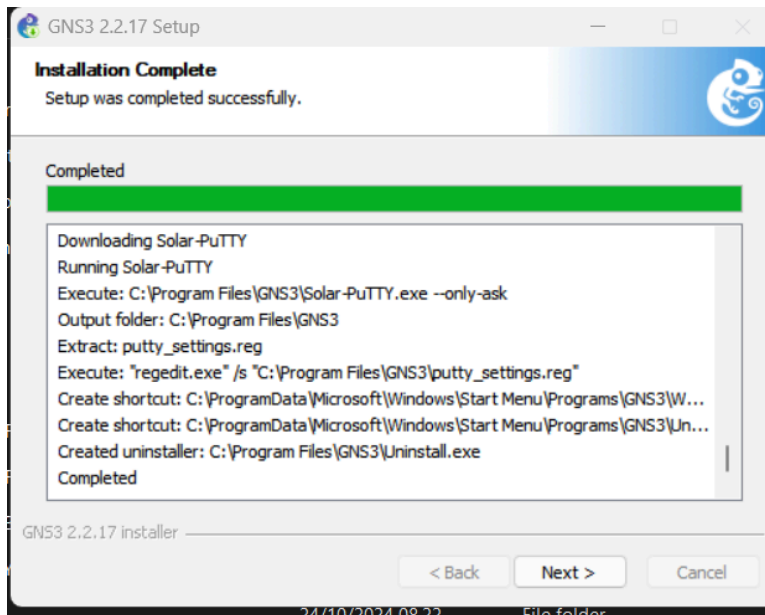 GNS3 2.2.17 Setup
Installation Complete
Setup was completed successfully.
Completed
Downloading Solar-PuTTY
Running Solar-PuTTY
Execute: C:\Program Files\GNS3\Solar-PuTTY.exe --only-ask
Output folder: C:\Program Files\GNS3
Extract: putty_settings.reg
Execute: "regedit.exe" /s "C:\Program Files\GNS3\putty_settings.reg"
Create shortcut: C:\ProgramData\Microsoft\Windows\Start Menu\Programs\GNS3\W...
Create shortcut: C:\ProgramData\Microsoft\Windows\Start Menu\Programs\GNS3\Un...
Created uninstaller: C:\Program Files\GNS3\Uninstall.exe
Completed
GNS3 2.2.17 installer
< Back Next > Cancel
24/10/2024 08.22 File folder